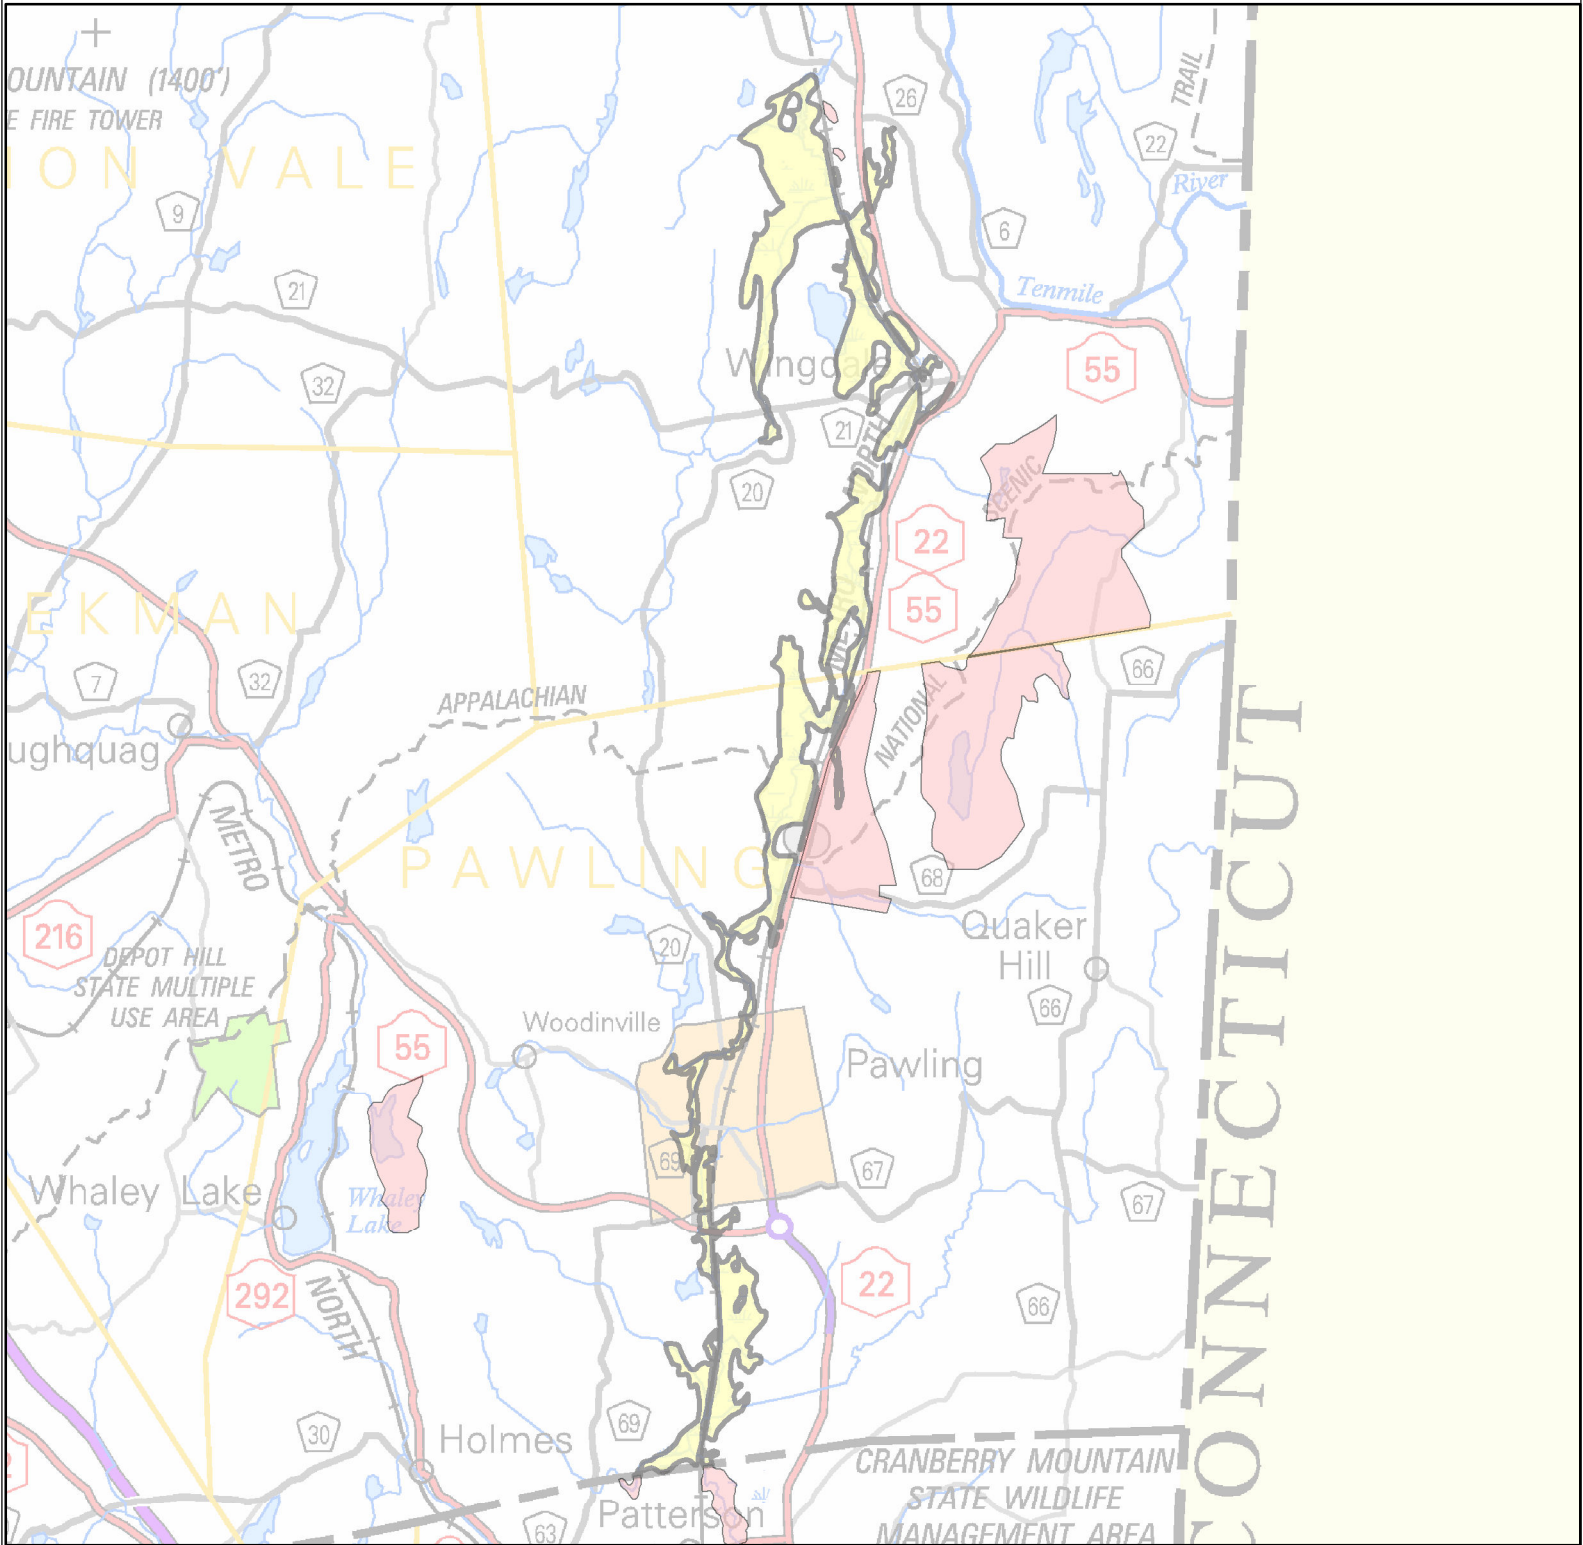 OUNTAIN (1400')
E FIRE TOWER
ION VALE
26
TRAIL
22
River
9
6
21
Tenmile
Wingdale
55
32
21
NORTH
20
SCENIC
22
55
EKMAN
7
32
66
APPALACHIAN
NATIONAL
ughquag
CONNECTICUT
METRO
PAWLING
68
216
Quaker
Hill
20
DEPOT HILL
STATE MULTIPLE
USE AREA
66
Woodinville
55
Pawling
69
67
67
Whaley Lake
Whaley
Lake
292
22
NORTH
66
30
69
Holmes
CRANBERRY MOUNTAIN
STATE WILDLIFE
MANAGEMENT AREA
Patterson
63